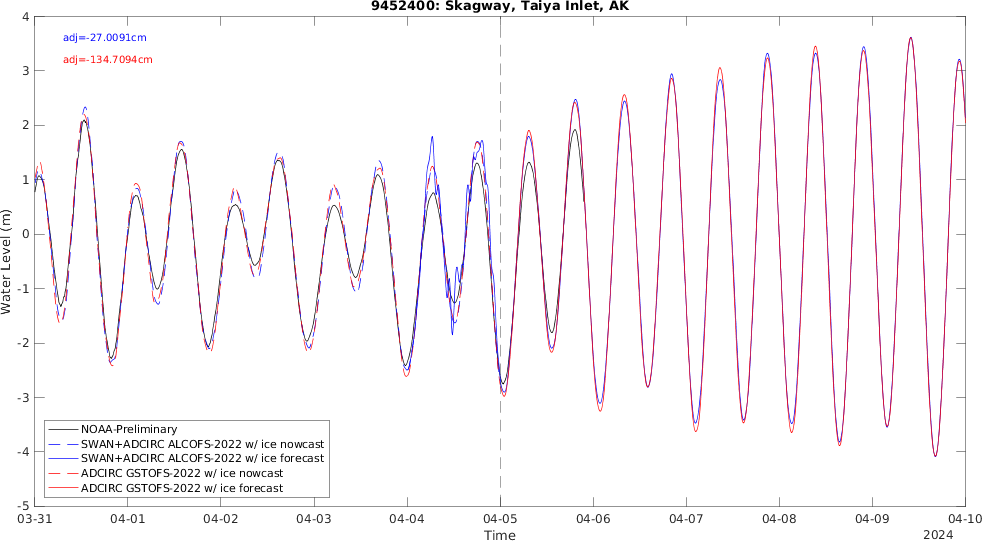 9452400: Skagway, Taiya Inlet, AK
adj=-27.0091cm
adj=-134.7094cm
Water Level (m)
4
3
2
1
0
-1
-2
-3
-4
-5
NOAA-Preliminary
SWAN+ADCIRC ALCOFS-2022 w/ ice nowcast
SWAN+ADCIRC ALCOFS-2022 w/ ice forecast
ADCIRC GSTOFS-2022 w/ ice nowcast
ADCIRC GSTOFS-2022 w/ ice forecast
03-31 04-01 04-02 04-03 04-04 04-05 04-06 04-07 04-08 04-09 04-10
Time
2024